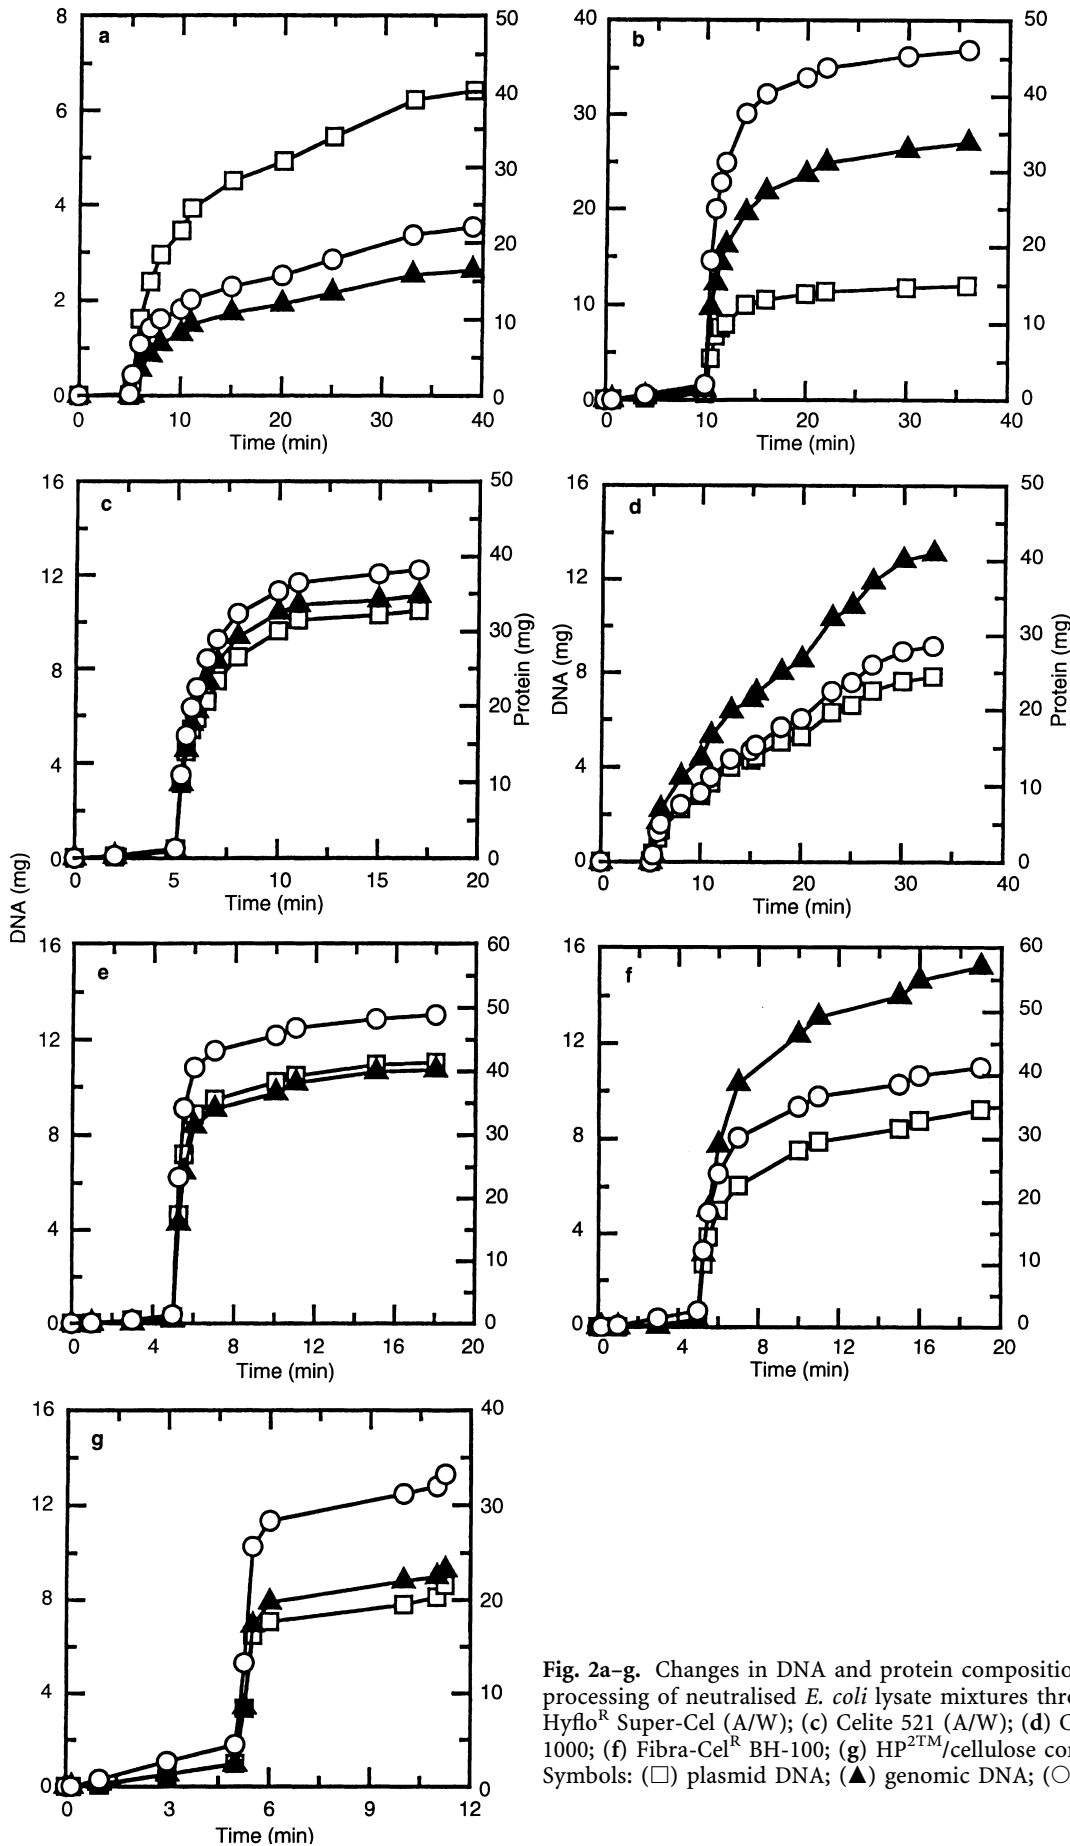 a
8
6
4
2
0
50
40
30
20
10
0
0 10 20 30 40
Time (min)
b
40
30
20
10
0
50
40
30
20
10
0
0 10 20 30 40
Time (min)
c
16
12
8
4
0
50
40
30
20
10
0
Protein (mg)
0 5 10 15 20
Time (min)
d
16
12
8
4
0
DNA (mg)
50
40
30
20
10
0
Protein (mg)
0 10 20 30 40
Time (min)
DNA (mg)
e
16
12
8
4
0
60
50
40
30
20
10
0
0 4 8 12 16 20
Time (min)
f
16
12
8
4
0
60
50
40
30
20
10
0
0 4 8 12 16 20
Time (min)
g
16
12
8
4
0
40
30
20
10
0
0 3 6 9 12
Time (min)
Fig. 2a–g. Changes in DNA and protein compositio
processing of neutralised E. coli lysate mixtures thr
Hyflo^R Super-Cel (A/W); (c) Celite 521 (A/W); (d) C
1000; (f) Fibra-Cel^R BH-100; (g) HP^2TM/cellulose co
Symbols: (□) plasmid DNA; (▲) genomic DNA; (○